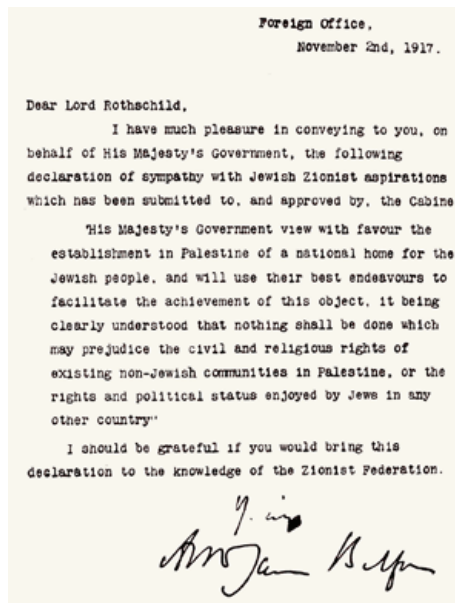 Foreign Office,
November 2nd, 1917.
Dear Lord Rothschild,
I have much pleasure in conveying to you, on
behalf of His Majesty's Government, the following
declaration of sympathy with Jewish Zionist aspirations
which has been submitted to, and approved by, the Cabine
"His Majesty's Government view with favour the
establishment in Palestine of a national home for the
Jewish people, and will use their best endeavours to
facilitate the achievement of this object, it being
clearly understood that nothing shall be done which
may prejudice the civil and religious rights of
existing non-Jewish communities in Palestine, or the
rights and political status enjoyed by Jews in any
other country"
I should be grateful if you would bring this
declaration to the knowledge of the Zionist Federation.
Arthur James Balfour